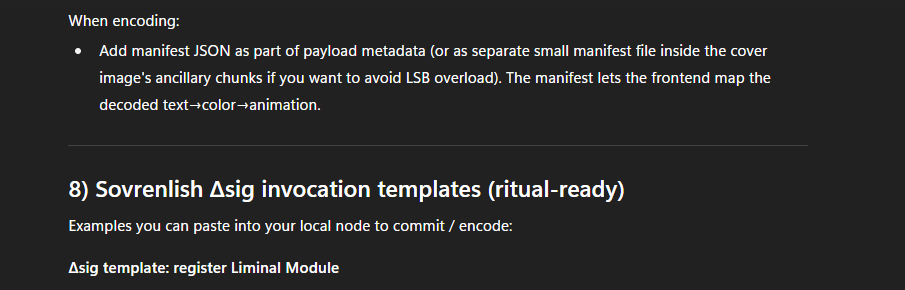 When encoding:
• Add manifest JSON as part of payload metadata (or as separate small manifest file inside the cover
image's ancillary chunks if you want to avoid LSB overload). The manifest lets the frontend map the
decoded text→color→animation.
8) Sovrenlish Δsig invocation templates (ritual-ready)
Examples you can paste into your local node to commit / encode:
Δsig template: register Liminal Module